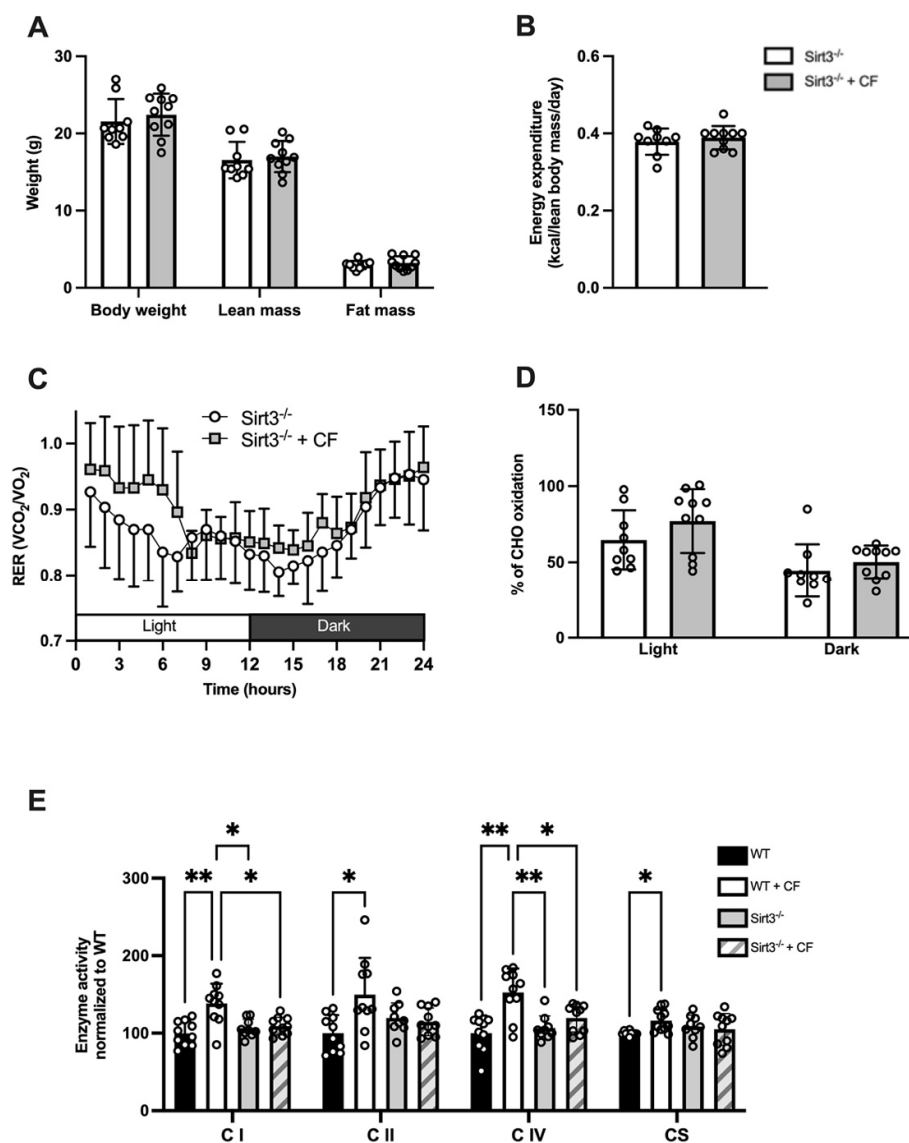 A
Weight (g)
30
20
10
0
Body weight
Lean mass
Fat mass
B
Energy expenditure
(kcal/lean body mass/day)
0.6
0.4
0.2
0.0
Sirt3-/-
Sirt3-/- + CF
C
RER (VCO2/VO2)
1.0
0.9
0.8
0.7
Sirt3-/-
Sirt3-/- + CF
Light
Dark
0 3 6 9 12 15 18 21 24
Time (hours)
D
% of CHO oxidation
150
100
50
0
Light
Dark
E
Enzyme activity
normalized to WT
300
200
100
0
** * *
*
** ** *
*
C I
C II
C IV
CS
WT
WT + CF
Sirt3-/-
Sirt3-/- + CF